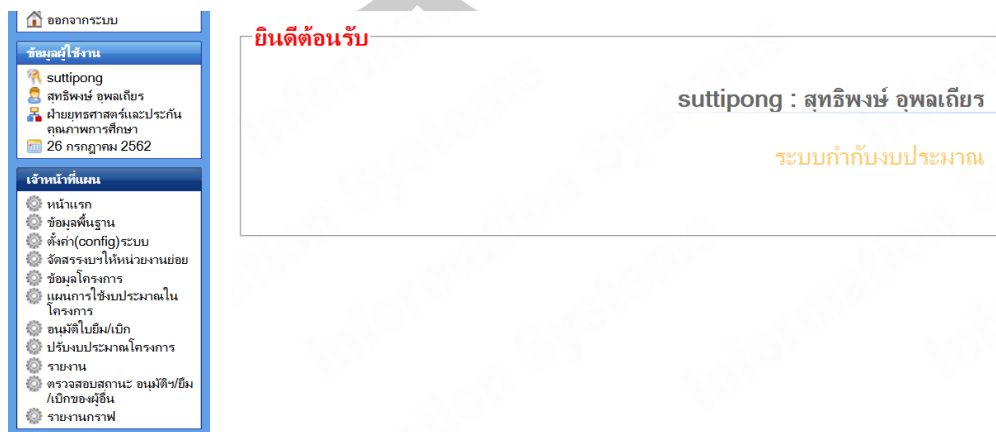 ออกจากระบบ
ข้อมูลผู้ใช้งาน
suttipong
สุทธิพงษ์ อุพลเถียร
ฝ่ายยุทธศาสตร์และประกัน
คุณภาพการศึกษา
26 กรกฎาคม 2562
เจ้าหน้าที่แผน
หน้าแรก
ข้อมูลพื้นฐาน
ตั้งค่า(config)ระบบ
จัดสรรงบฯให้หน่วยงานย่อย
ข้อมูลโครงการ
แผนการใช้งบประมาณใน
โครงการ
อนุมัติใบยืม/เบิก
ปรับงบประมาณโครงการ
รายงาน
ตรวจสอบสถานะ อนุมัติฯ/ยืม
/เบิกของผู้อื่น
รายงานกราฟ
ยินดีต้อนรับ
suttipong : สุทธิพงษ์ อุพลเถียร
ระบบกำกับงบประมาณ
Information Systems